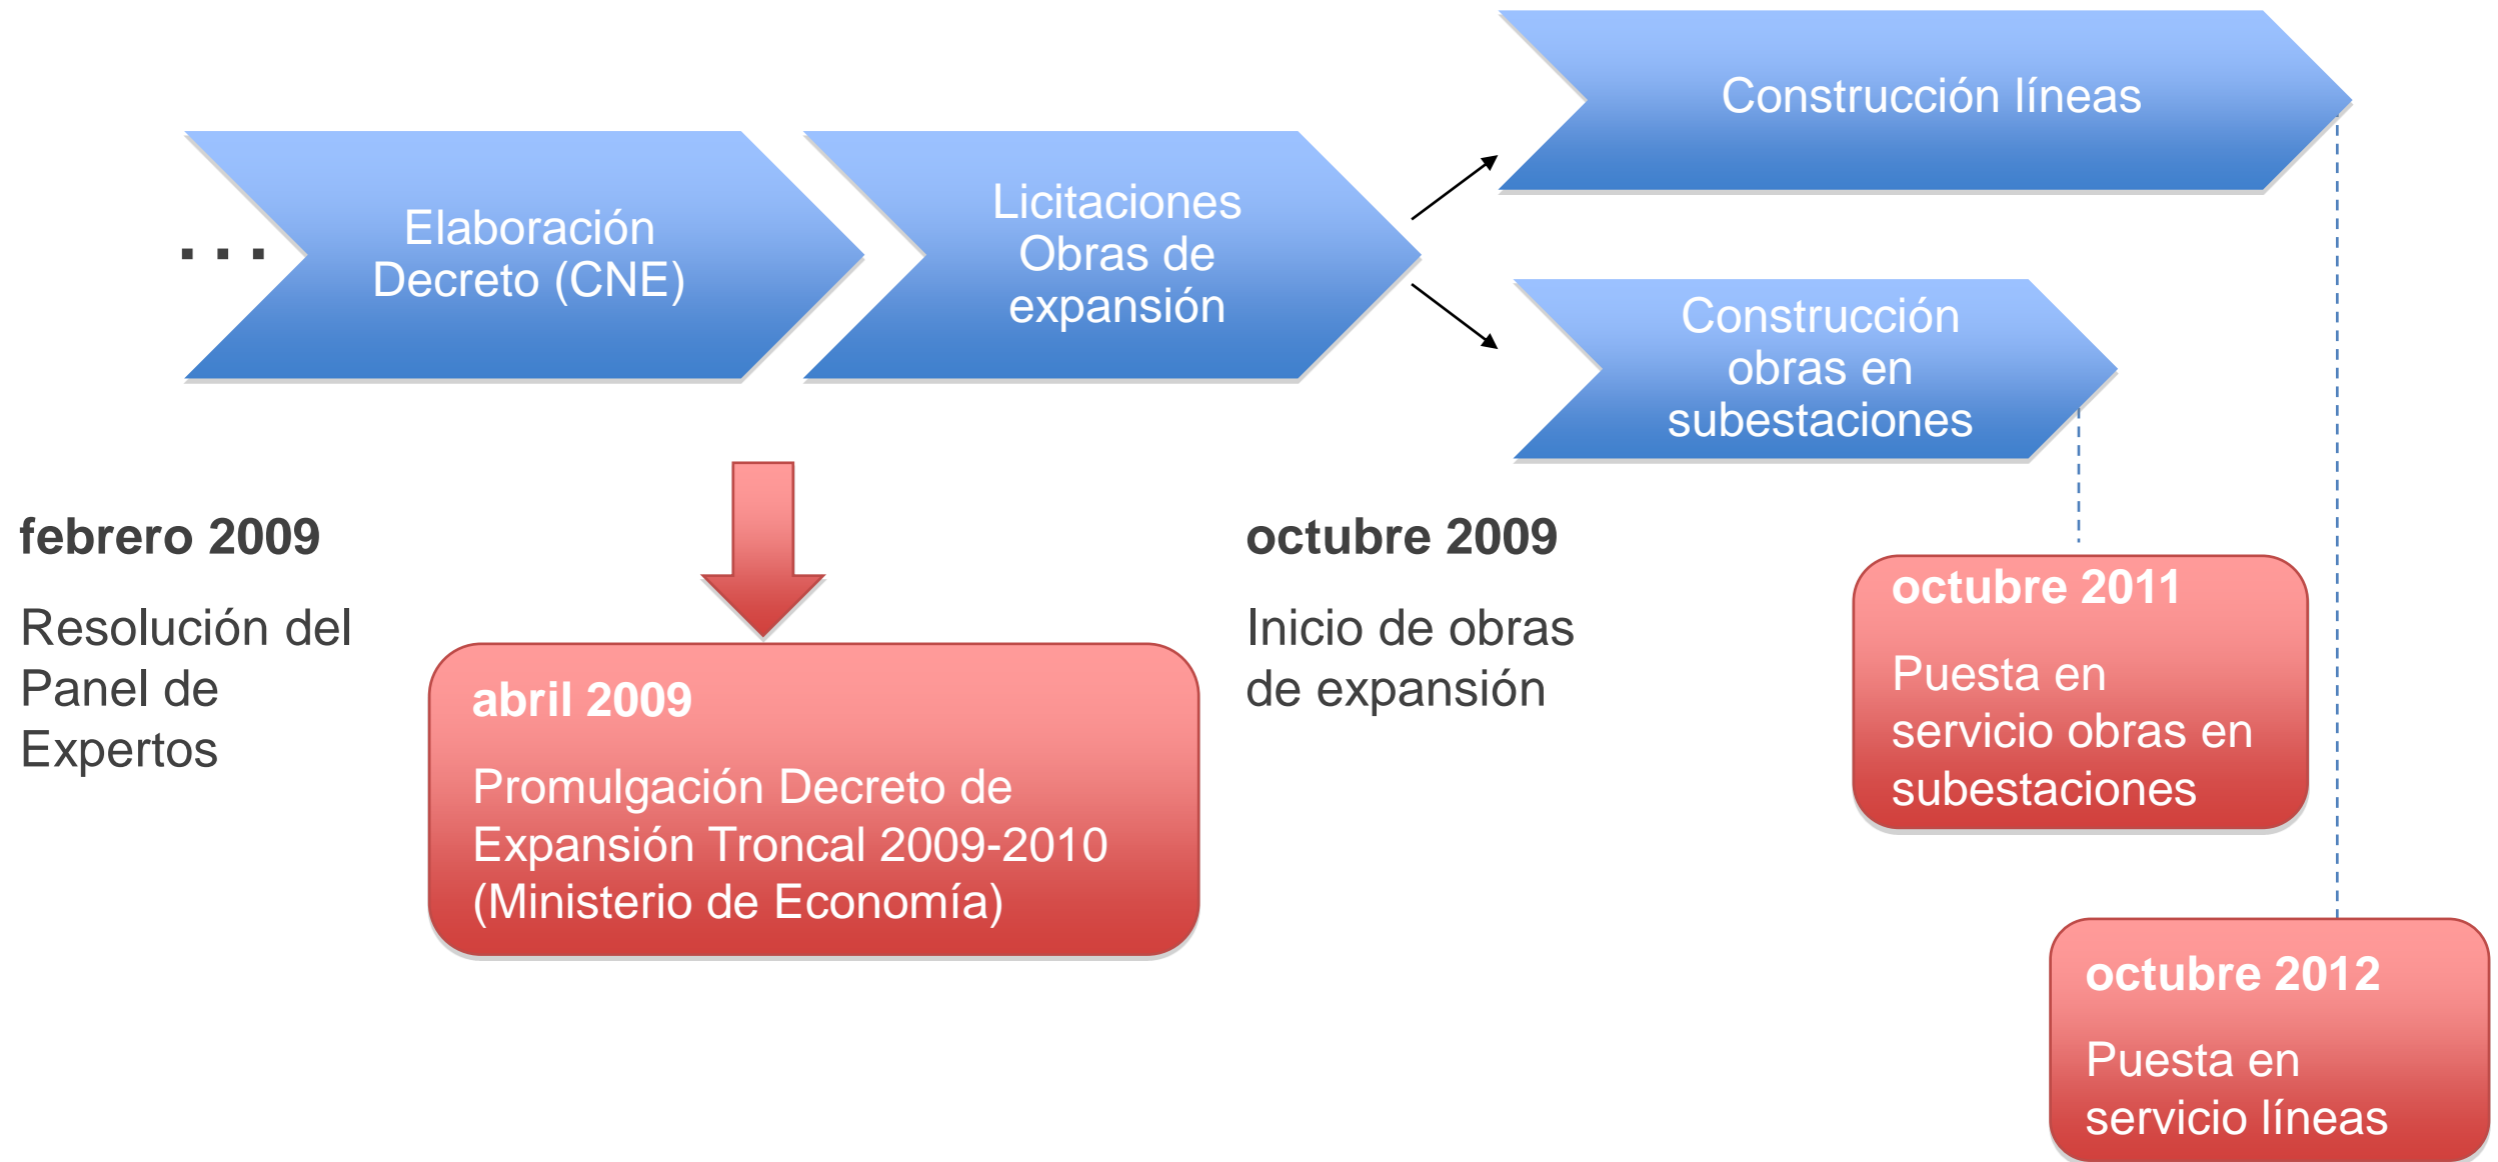 Construcción líneas
...
Elaboración
Decreto (CNE)
Licitaciones
Obras de
expansión
Construcción
obras en
subestaciones
febrero 2009
Resolución del
Panel de
Expertos
abril 2009
Promulgación Decreto de
Expansión Troncal 2009-2010
(Ministerio de Economía)
octubre 2009
Inicio de obras
de expansión
octubre 2011
Puesta en
servicio obras en
subestaciones
octubre 2012
Puesta en
servicio líneas